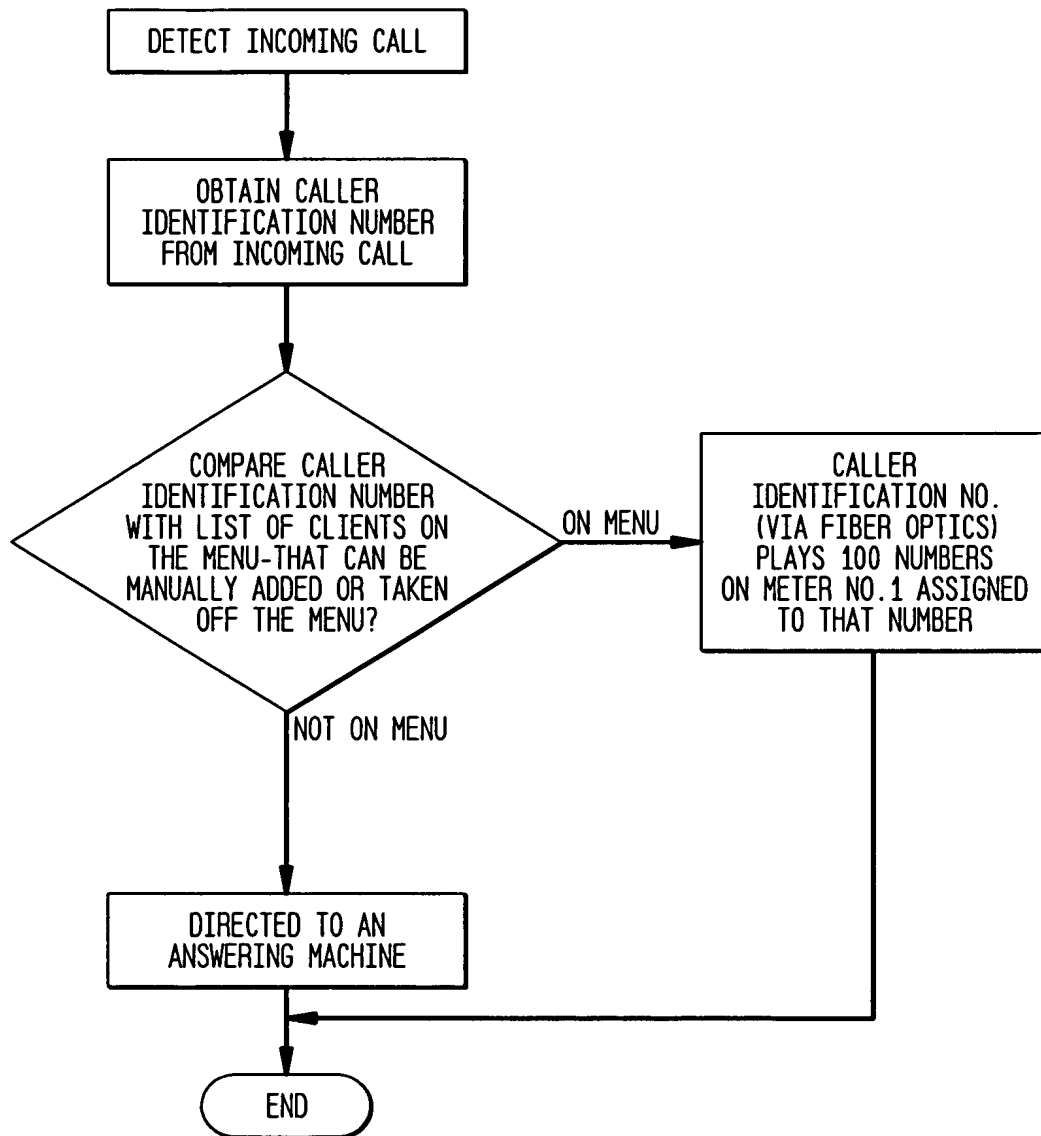 DETECT INCOMING CALL
OBTAIN CALLER
IDENTIFICATION NUMBER
FROM INCOMING CALL
COMPARE CALLER
IDENTIFICATION NUMBER
WITH LIST OF CLIENTS ON
THE MENU-THAT CAN BE
MANUALLY ADDED OR TAKEN
OFF THE MENU?
ON MENU
CALLER
IDENTIFICATION NO.
(VIA FIBER OPTICS)
PLAYS 100 NUMBERS
ON METER NO.1 ASSIGNED
TO THAT NUMBER
NOT ON MENU
DIRECTED TO AN
ANSWERING MACHINE
END